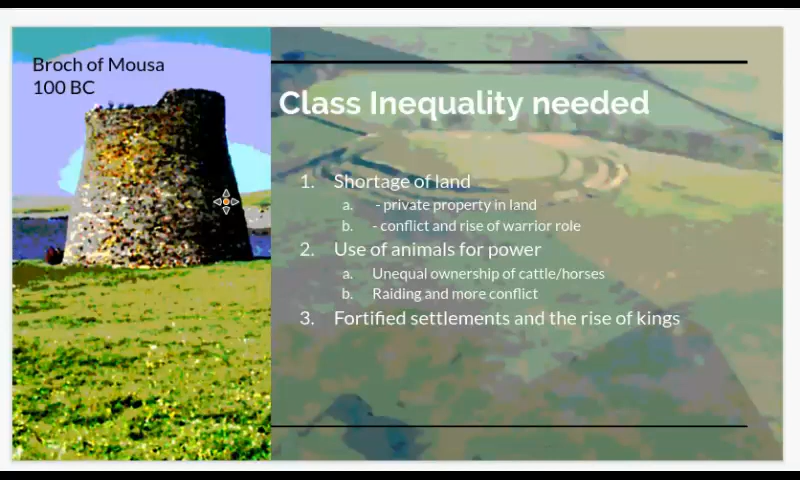 Broch of Mousa
100 BC
Class Inequality needed
1. Shortage of land
a. - private property in land
b. - conflict and rise of warrior role
2. Use of animals for power
a. Unequal ownership of cattle/horses
b. Raiding and more conflict
3. Fortified settlements and the rise of kings